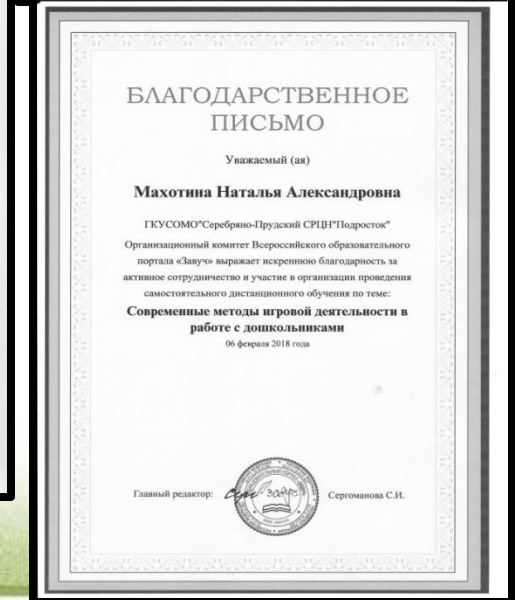 БЛАГОДАРСТВЕННОЕ
ПИСЬМО
Уважаемый (ая)
Махотина Наталья Александровна
ГКУСОМО"Серебряно-Прудский СРЦН"Подросток"
Организационный комитет Всероссийского образовательного
портала «Завуч» выражает искреннюю благодарность за
активное сотрудничество и участие в организации проведения
самостоятельного дистанционного обучения по теме:
Современные методы игровой деятельности в
работе с дошкольниками
06 февраля 2018 года
Главный редактор: Сергоманова С.И.